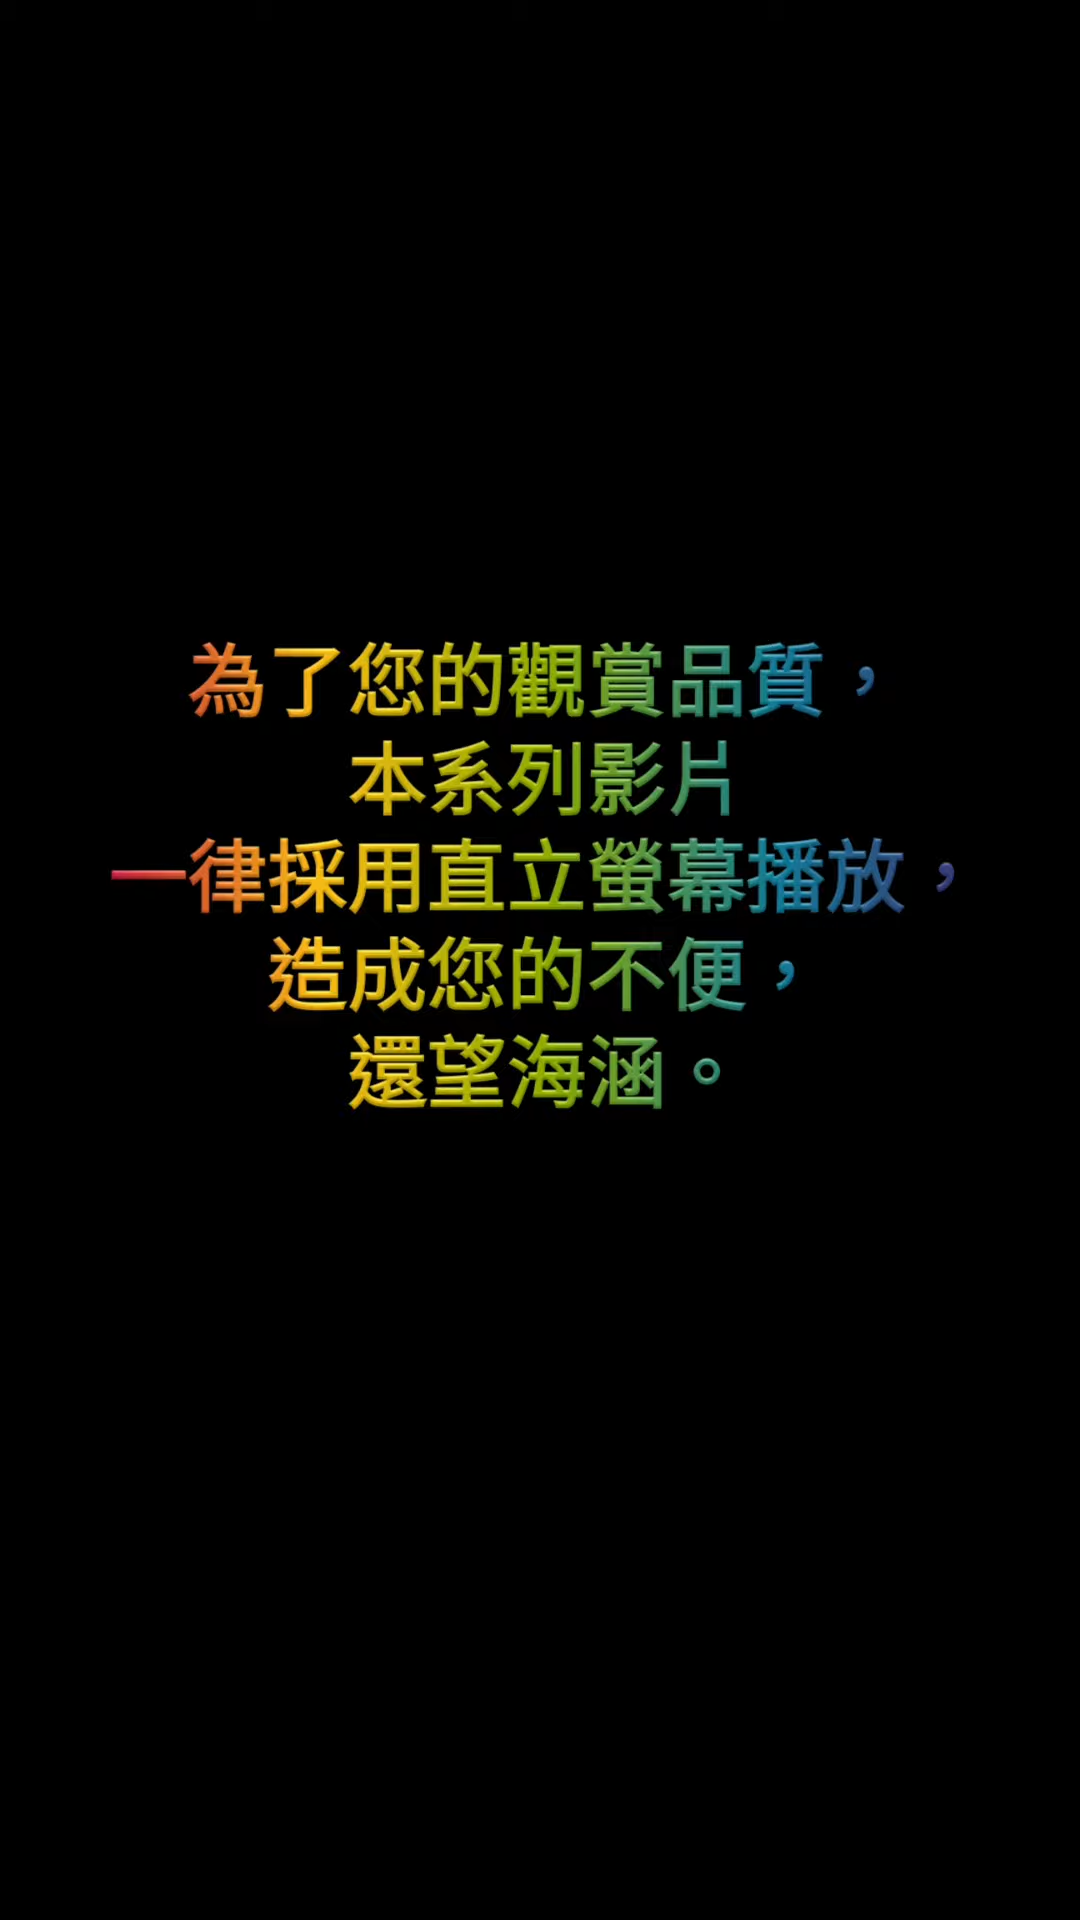 為了您的觀賞品質，
本系列影片
一律採用直立螢幕播放，
造成您的不便，
還望海涵。